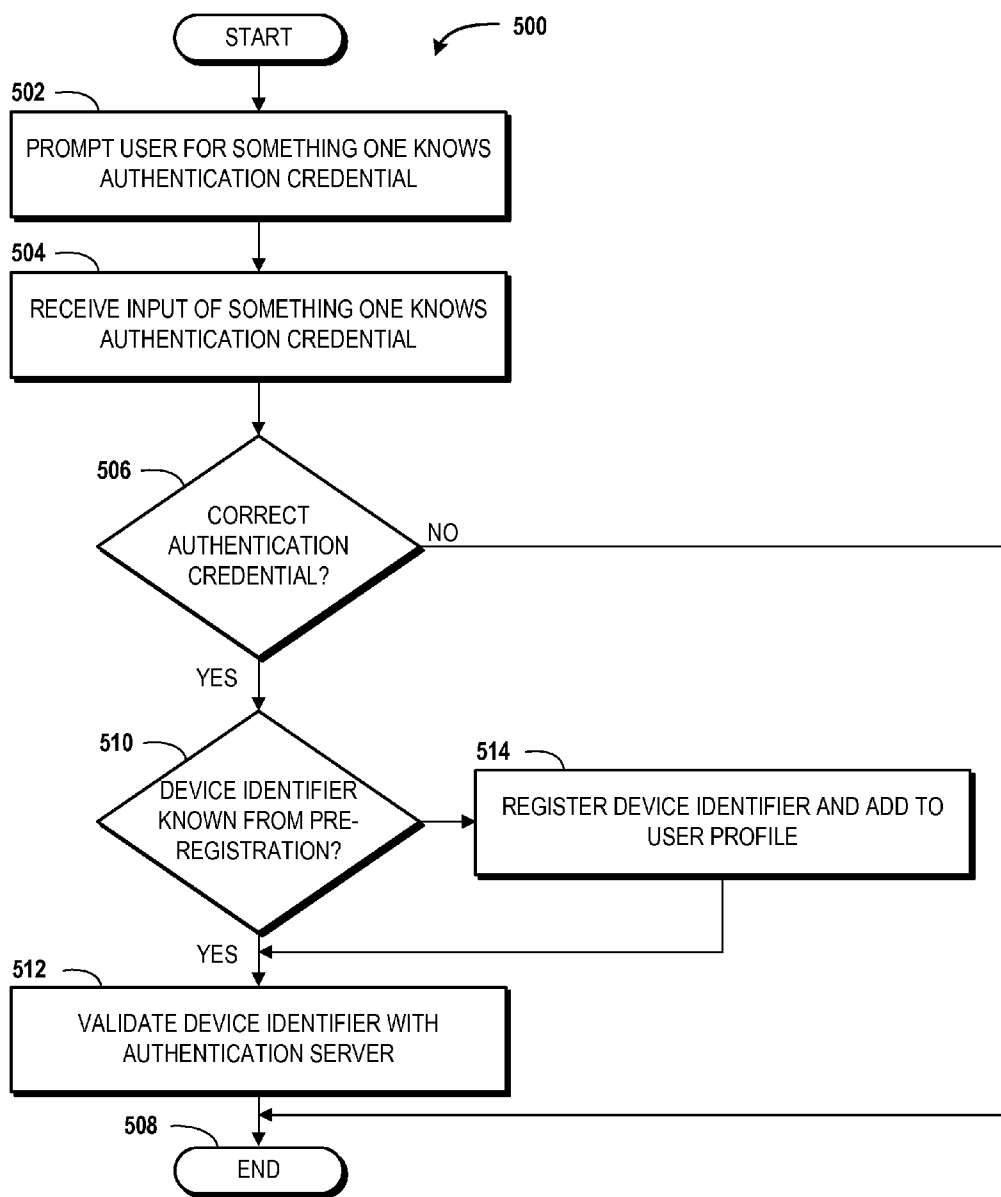 START
500
502
PROMPT USER FOR SOMETHING ONE KNOWS
AUTHENTICATION CREDENTIAL
504
RECEIVE INPUT OF SOMETHING ONE KNOWS
AUTHENTICATION CREDENTIAL
506
CORRECT
AUTHENTICATION
CREDENTIAL?
NO
YES
510
DEVICE IDENTIFIER
KNOWN FROM PRE-
REGISTRATION?
514
REGISTER DEVICE IDENTIFIER AND ADD TO
USER PROFILE
YES
512
VALIDATE DEVICE IDENTIFIER WITH
AUTHENTICATION SERVER
508
END